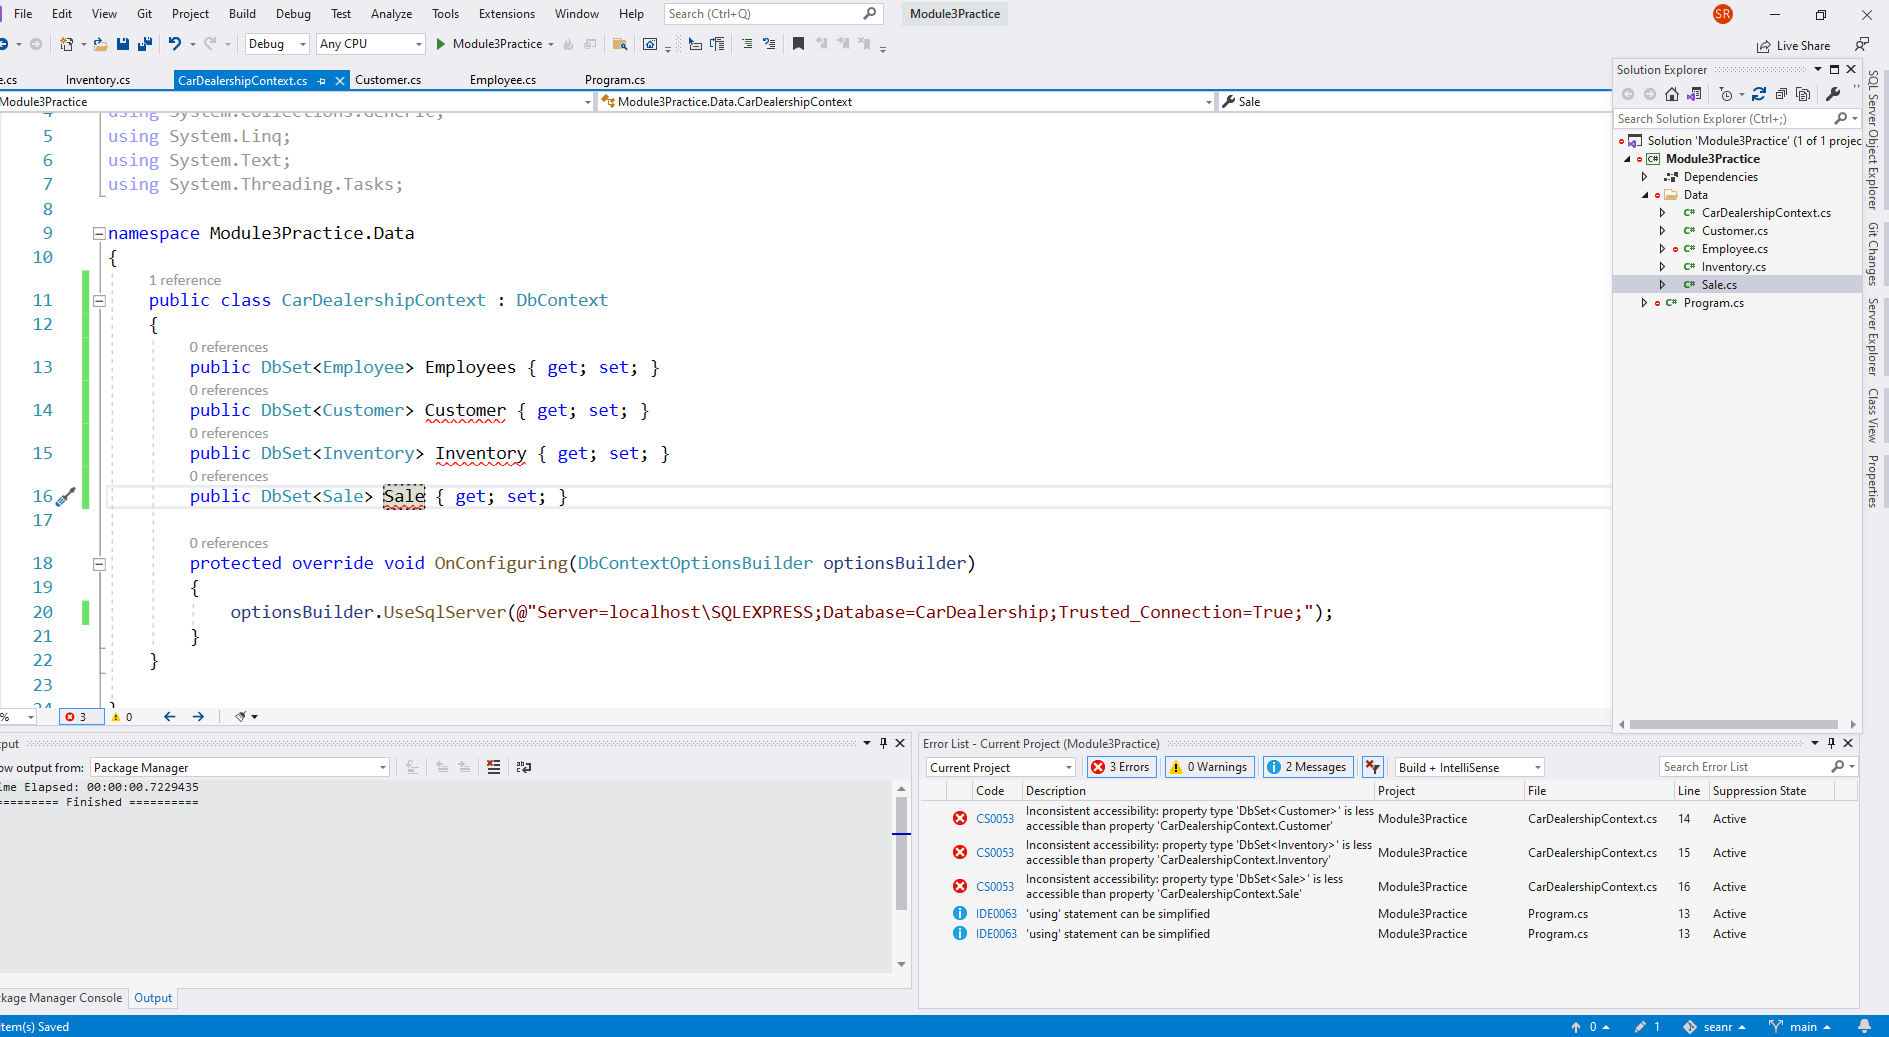 File Edit View Git Project Build Debug Test Analyze Tools Extensions Window Help Search (Ctrl+Q) Module3Practice SR
Debug Any CPU Module3Practice Live Share
e.cs Inventory.cs CarDealershipContext.cs Customer.cs Employee.cs Program.cs
Module3Practice Module3Practice.Data.CarDealershipContext Sale
4 using System.Collections.Generic;
5 using System.Linq;
6 using System.Text;
7 using System.Threading.Tasks;
8
9 namespace Module3Practice.Data
10 {
1 reference
11 public class CarDealershipContext : DbContext
12 {
0 references
13 public DbSet<Employee> Employees { get; set; }
0 references
14 public DbSet<Customer> Customer { get; set; }
0 references
15 public DbSet<Inventory> Inventory { get; set; }
0 references
16 public DbSet<Sale> Sale { get; set; }
17
0 references
18 protected override void OnConfiguring(DbContextOptionsBuilder optionsBuilder)
19 {
20 optionsBuilder.UseSqlServer(@"Server=localhost\SQLEXPRESS;Database=CarDealership;Trusted_Connection=True;");
21 }
22 }
23
24 }
% 3 0
Solution Explorer
Search Solution Explorer (Ctrl+;)
Solution 'Module3Practice' (1 of 1 projec
C# Module3Practice
Dependencies
Data
C# CarDealershipContext.cs
C# Customer.cs
C# Employee.cs
C# Inventory.cs
C# Sale.cs
C# Program.cs
SQL Server Object Explorer
Git Changes
Server Explorer
Class View
Properties
put
ow output from: Package Manager
me Elapsed: 00:00:00.7229435
========= Finished ==========
kage Manager Console Output
Error List - Current Project (Module3Practice)
Current Project 3 Errors 0 Warnings 2 Messages Build + IntelliSense Search Error List
Code Description Project File Line Suppression State
CS0053 Inconsistent accessibility: property type 'DbSet<Customer>' is less accessible than property 'CarDealershipContext.Customer' Module3Practice CarDealershipContext.cs 14 Active
CS0053 Inconsistent accessibility: property type 'DbSet<Inventory>' is less accessible than property 'CarDealershipContext.Inventory' Module3Practice CarDealershipContext.cs 15 Active
CS0053 Inconsistent accessibility: property type 'DbSet<Sale>' is less accessible than property 'CarDealershipContext.Sale' Module3Practice CarDealershipContext.cs 16 Active
IDE0063 'using' statement can be simplified Module3Practice Program.cs 13 Active
IDE0063 'using' statement can be simplified Module3Practice Program.cs 13 Active
Item(s) Saved 0 1 seanr main